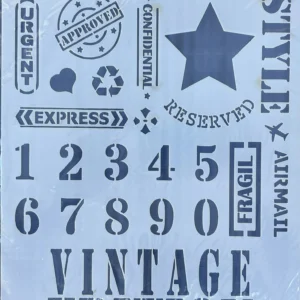 URGENT
APPROVED
CONFIDENTIAL
STYLE
RESERVED
EXPRESS
AIRMAIL
1 2 3 4 5
FRAGIL
6 7 8 9 0
VINTAGE